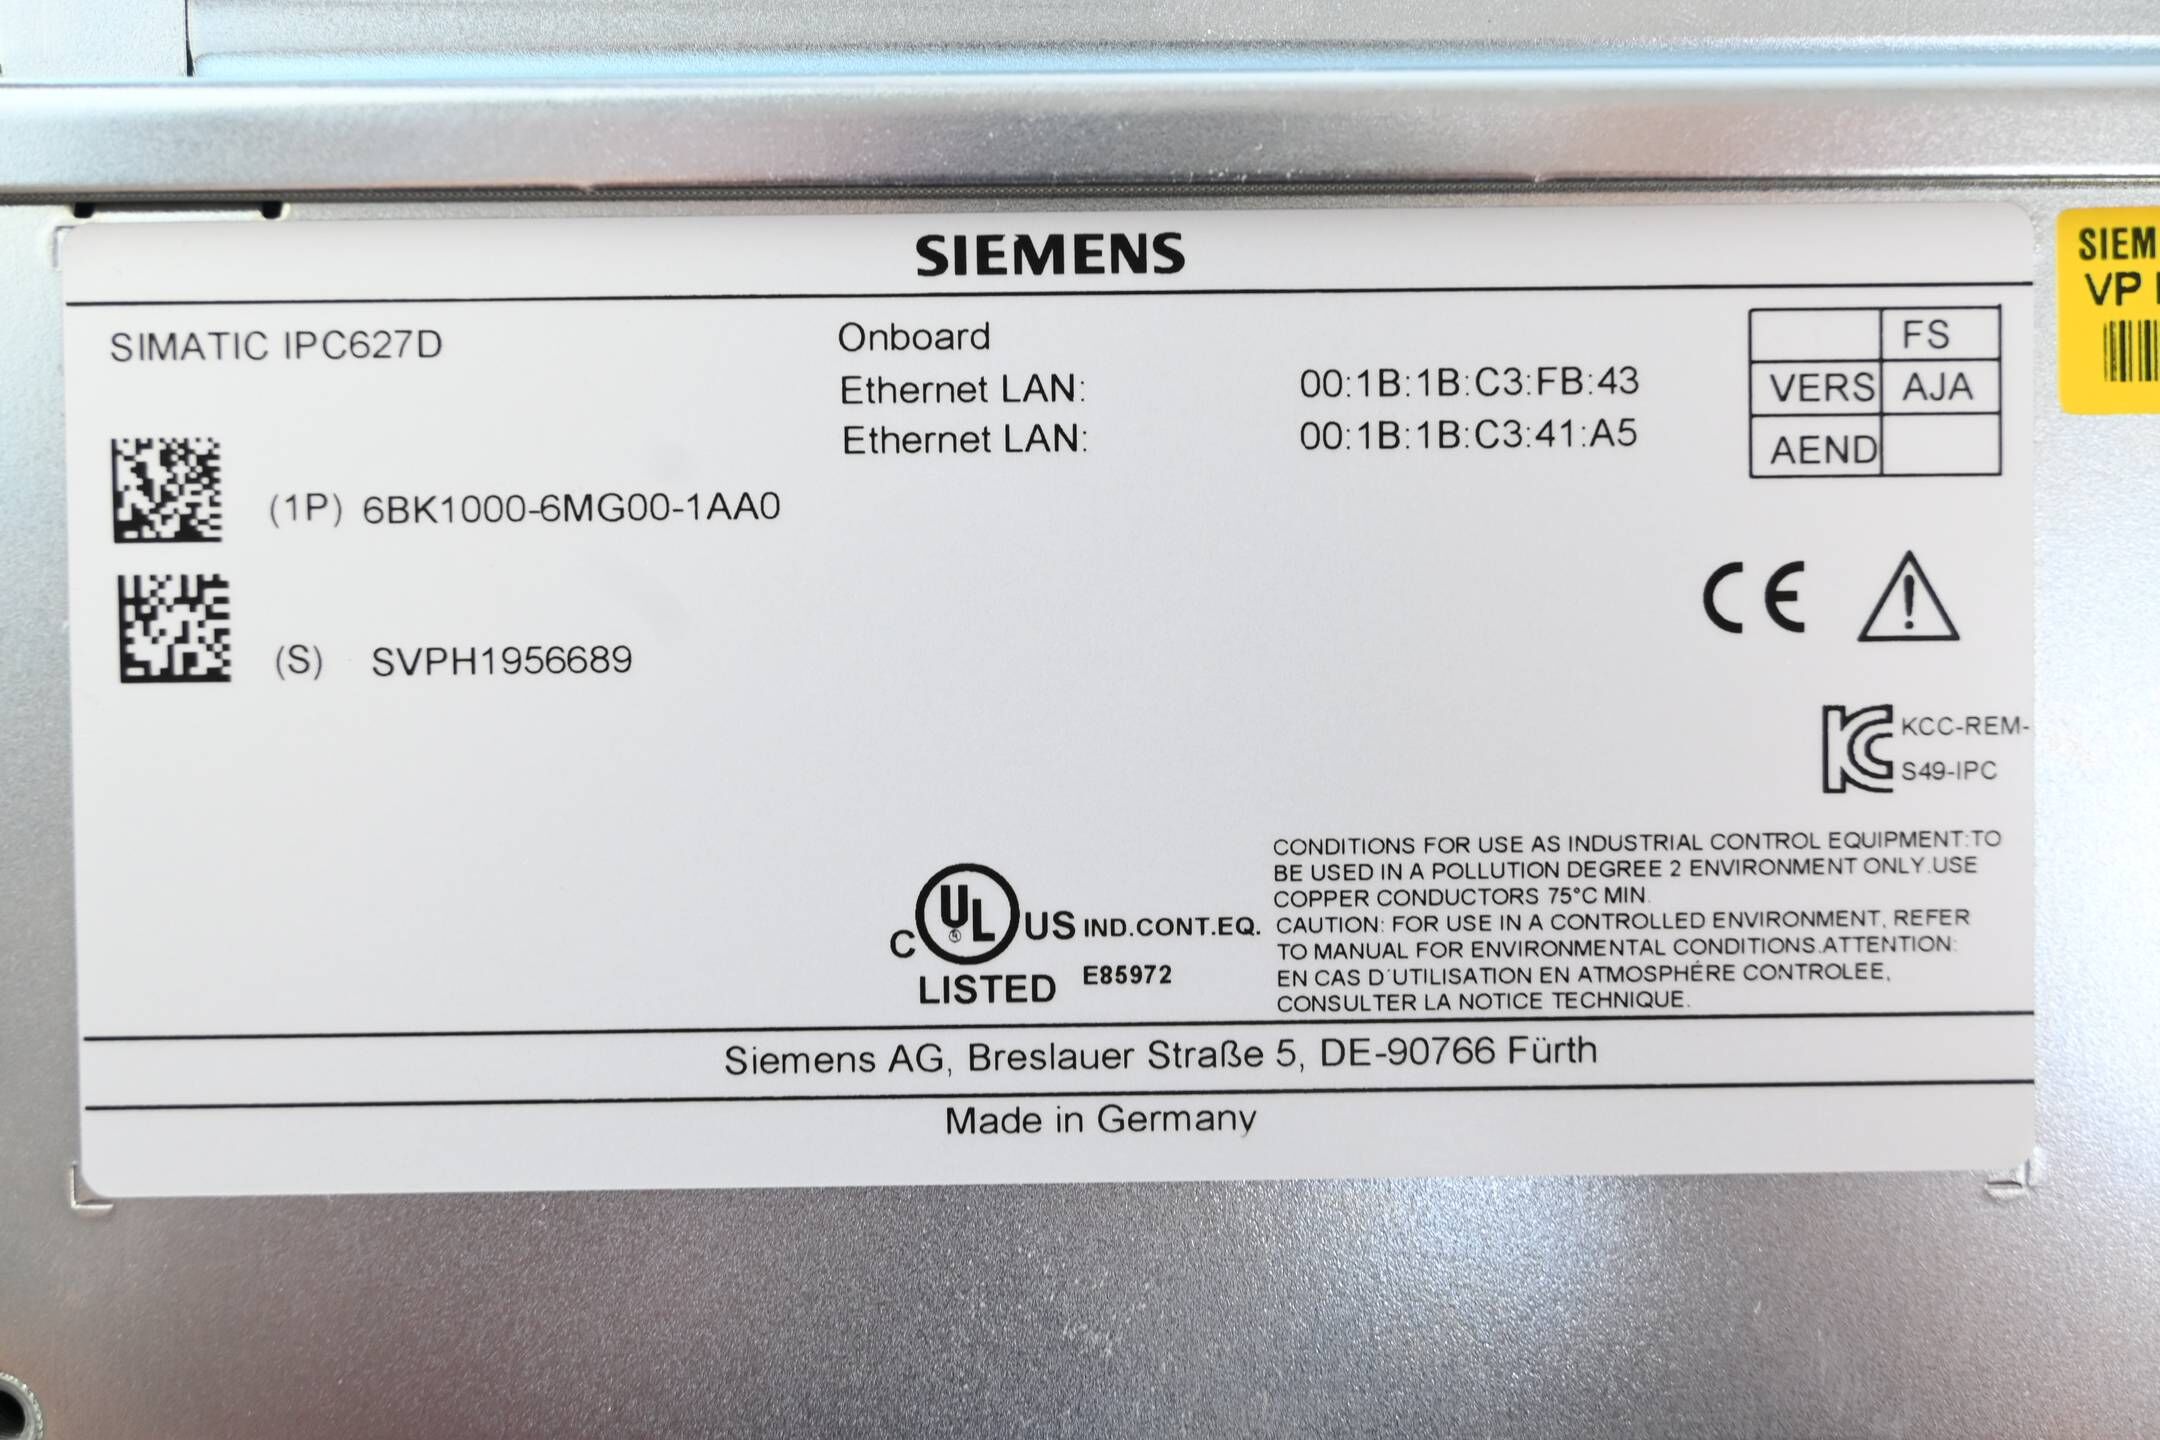 SIEMENS
SIMATIC IPC627D
Onboard
Ethernet LAN: 00:1B:1B:C3:FB:43
Ethernet LAN: 00:1B:1B:C3:41:A5
FS
VERS AJA
AEND
(1P) 6BK1000-6MG00-1AA0
(S) SVPH1956689
CE
KCC-REM-
S49-IPC
C UL ® US IND.CONT.EQ.
LISTED E85972
CONDITIONS FOR USE AS INDUSTRIAL CONTROL EQUIPMENT:TO
BE USED IN A POLLUTION DEGREE 2 ENVIRONMENT ONLY.USE
COPPER CONDUCTORS 75°C MIN.
CAUTION: FOR USE IN A CONTROLLED ENVIRONMENT, REFER
TO MANUAL FOR ENVIRONMENTAL CONDITIONS.ATTENTION:
EN CAS D'UTILISATION EN ATMOSPHÉRE CONTROLEE,
CONSULTER LA NOTICE TECHNIQUE.
Siemens AG, Breslauer Straße 5, DE-90766 Fürth
Made in Germany
SIEM
VP